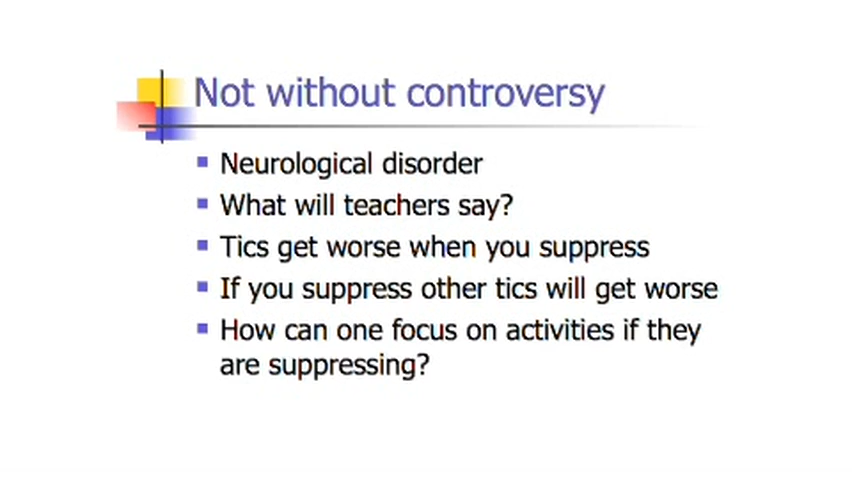 Not without controversy
Neurological disorder
What will teachers say?
Tics get worse when you suppress
If you suppress other tics will get worse
How can one focus on activities if they
are suppressing?